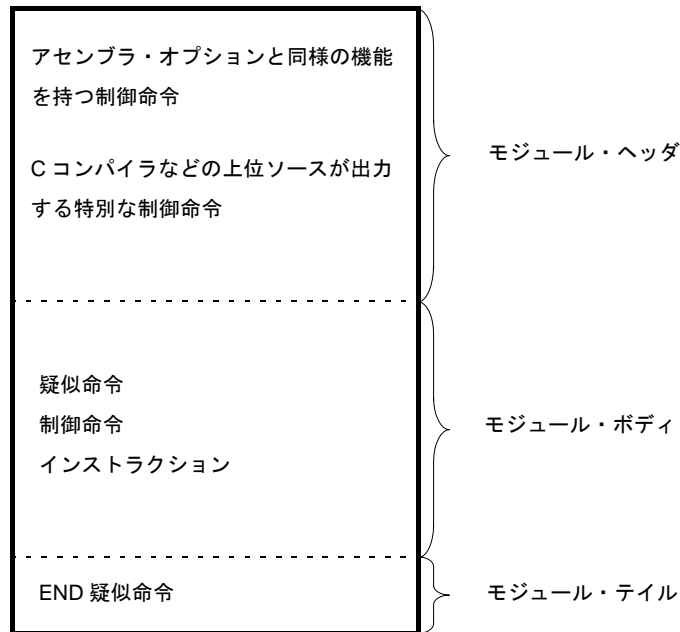 アセンブラ・オプションと同様の機能
を持つ制御命令
C コンパイラなどの上位ソースが出力
する特別な制御命令
モジュール・ヘッダ
疑似命令
制御命令
インストラクション
モジュール・ボディ
END 疑似命令
モジュール・テイル